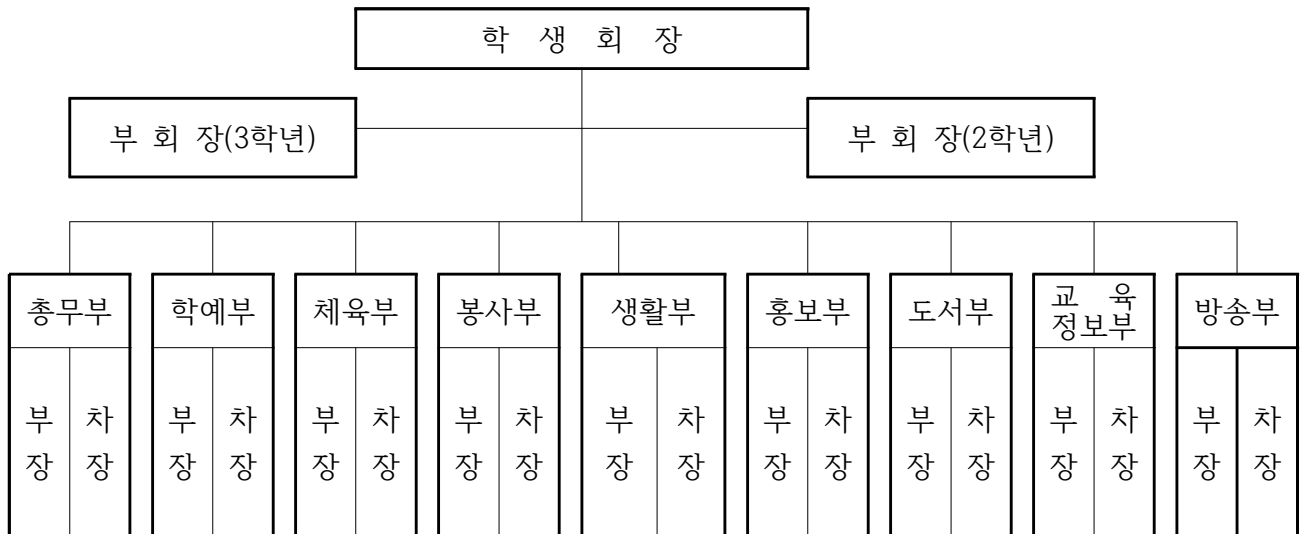 학 생 회 장
부 회 장(3학년) 부 회 장(2학년)
총무부 학예부 체육부 봉사부 생활부 홍보부 도서부 교 육 정보부 방송부
부장 차장 부장 차장 부장 차장 부장 차장 부장 차장 부장 차장 부장 차장 부장 차장 부장 차장